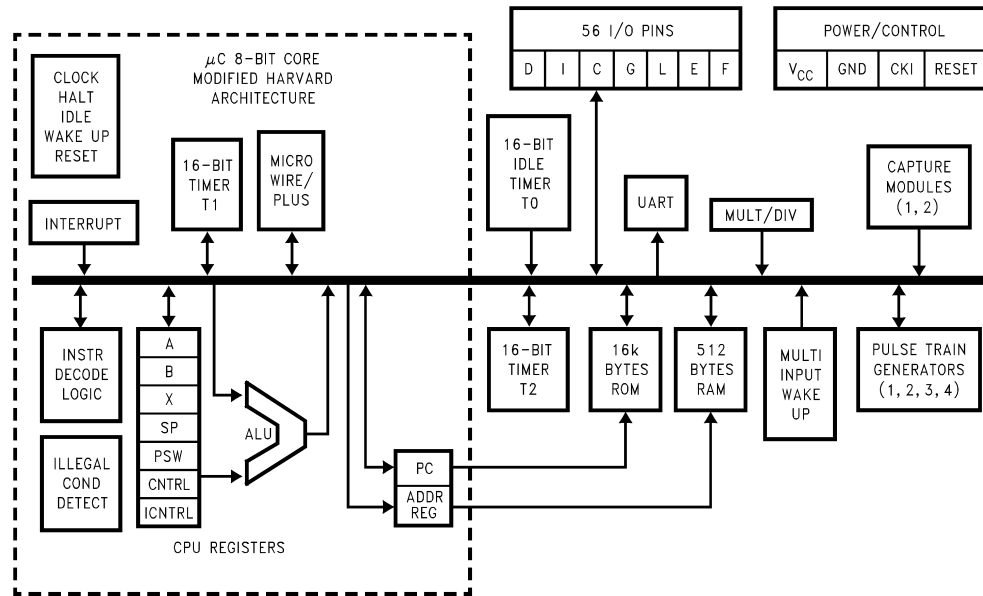 56 I/O PINS
D I C G L E F
POWER/CONTROL
VCC GND CKI RESET
μC 8-BIT CORE
MODIFIED HARVARD
ARCHITECTURE
CLOCK
HALT
IDLE
WAKE UP
RESET
16-BIT
TIMER
T1
MICRO
WIRE/
PLUS
16-BIT
IDLE
TIMER
T0
UART
MULT/DIV
CAPTURE
MODULES
(1, 2)
INTERRUPT
INSTR
DECODE
LOGIC
A
B
X
SP
PSW
CNTRL
ICNTRL
ALU
ILLEGAL
COND
DETECT
CPU REGISTERS
PC
ADDR
REG
16-BIT
TIMER
T2
16k
BYTES
ROM
512
BYTES
RAM
MULTI
INPUT
WAKE
UP
PULSE TRAIN
GENERATORS
(1, 2, 3, 4)